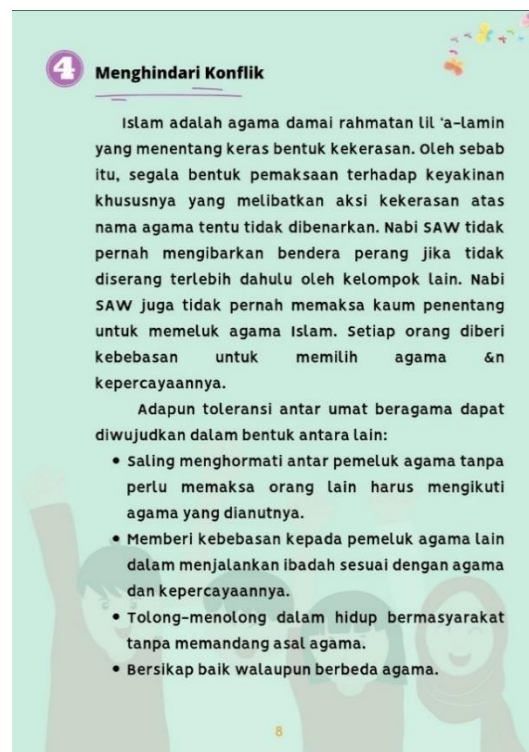 4 Menghindari Konflik
Islam adalah agama damai rahmatan lil ‘a-lamin
yang menentang keras bentuk kekerasan. Oleh sebab
itu, segala bentuk pemaksaan terhadap keyakinan
khususnya yang melibatkan aksi kekerasan atas
nama agama tentu tidak dibenarkan. Nabi SAW tidak
pernah mengibarkan bendera perang jika tidak
diserang terlebih dahulu oleh kelompok lain. Nabi
SAW juga tidak pernah memaksa kaum penentang
untuk memeluk agama Islam. Setiap orang diberi
kebebasan untuk memilih agama &n
kepercayaannya.
Adapun toleransi antar umat beragama dapat
diwujudkan dalam bentuk antara lain:
• Saling menghormati antar pemeluk agama tanpa
perlu memaksa orang lain harus mengikuti
agama yang dianutnya.
• Memberi kebebasan kepada pemeluk agama lain
dalam menjalankan ibadah sesuai dengan agama
dan kepercayaannya.
• Tolong-menolong dalam hidup bermasyarakat
tanpa memandang asal agama.
• Bersikap baik walaupun berbeda agama.
8